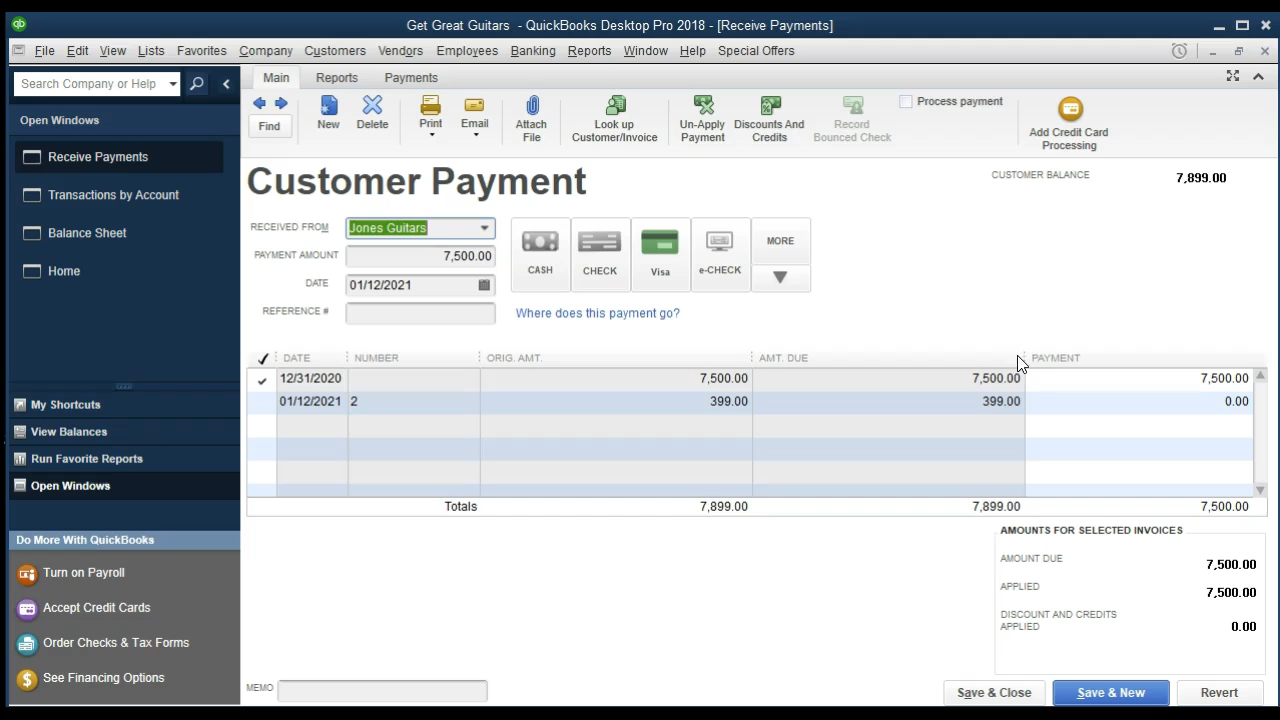 qb Get Great Guitars - QuickBooks Desktop Pro 2018 - [Receive Payments]
File Edit View Lists Favorites Company Customers Vendors Employees Banking Reports Window Help Special Offers
Search Company or Help
Open Windows
Receive Payments
Transactions by Account
Balance Sheet
Home
My Shortcuts
View Balances
Run Favorite Reports
Open Windows
Do More With QuickBooks
Turn on Payroll
Accept Credit Cards
Order Checks & Tax Forms
See Financing Options
Main Reports Payments
Find
New
Delete
Print
Email
Attach
File
Look up
Customer/Invoice
Un-Apply
Payment
Discounts And
Credits
Record
Bounced Check
Process payment
Add Credit Card
Processing
Customer Payment
CUSTOMER BALANCE 7,899.00
RECEIVED FROM Jones Guitars
PAYMENT AMOUNT 7,500.00
DATE 01/12/2021
REFERENCE #
CASH
CHECK
Visa
e-CHECK
MORE
Where does this payment go?
DATE NUMBER ORIG. AMT. AMT. DUE PAYMENT
12/31/2020 7,500.00 7,500.00 7,500.00
01/12/2021 2 399.00 399.00 0.00
Totals 7,899.00 7,899.00 7,500.00
AMOUNTS FOR SELECTED INVOICES
AMOUNT DUE 7,500.00
APPLIED 7,500.00
DISCOUNT AND CREDITS
APPLIED 0.00
MEMO
Save & Close Save & New Revert